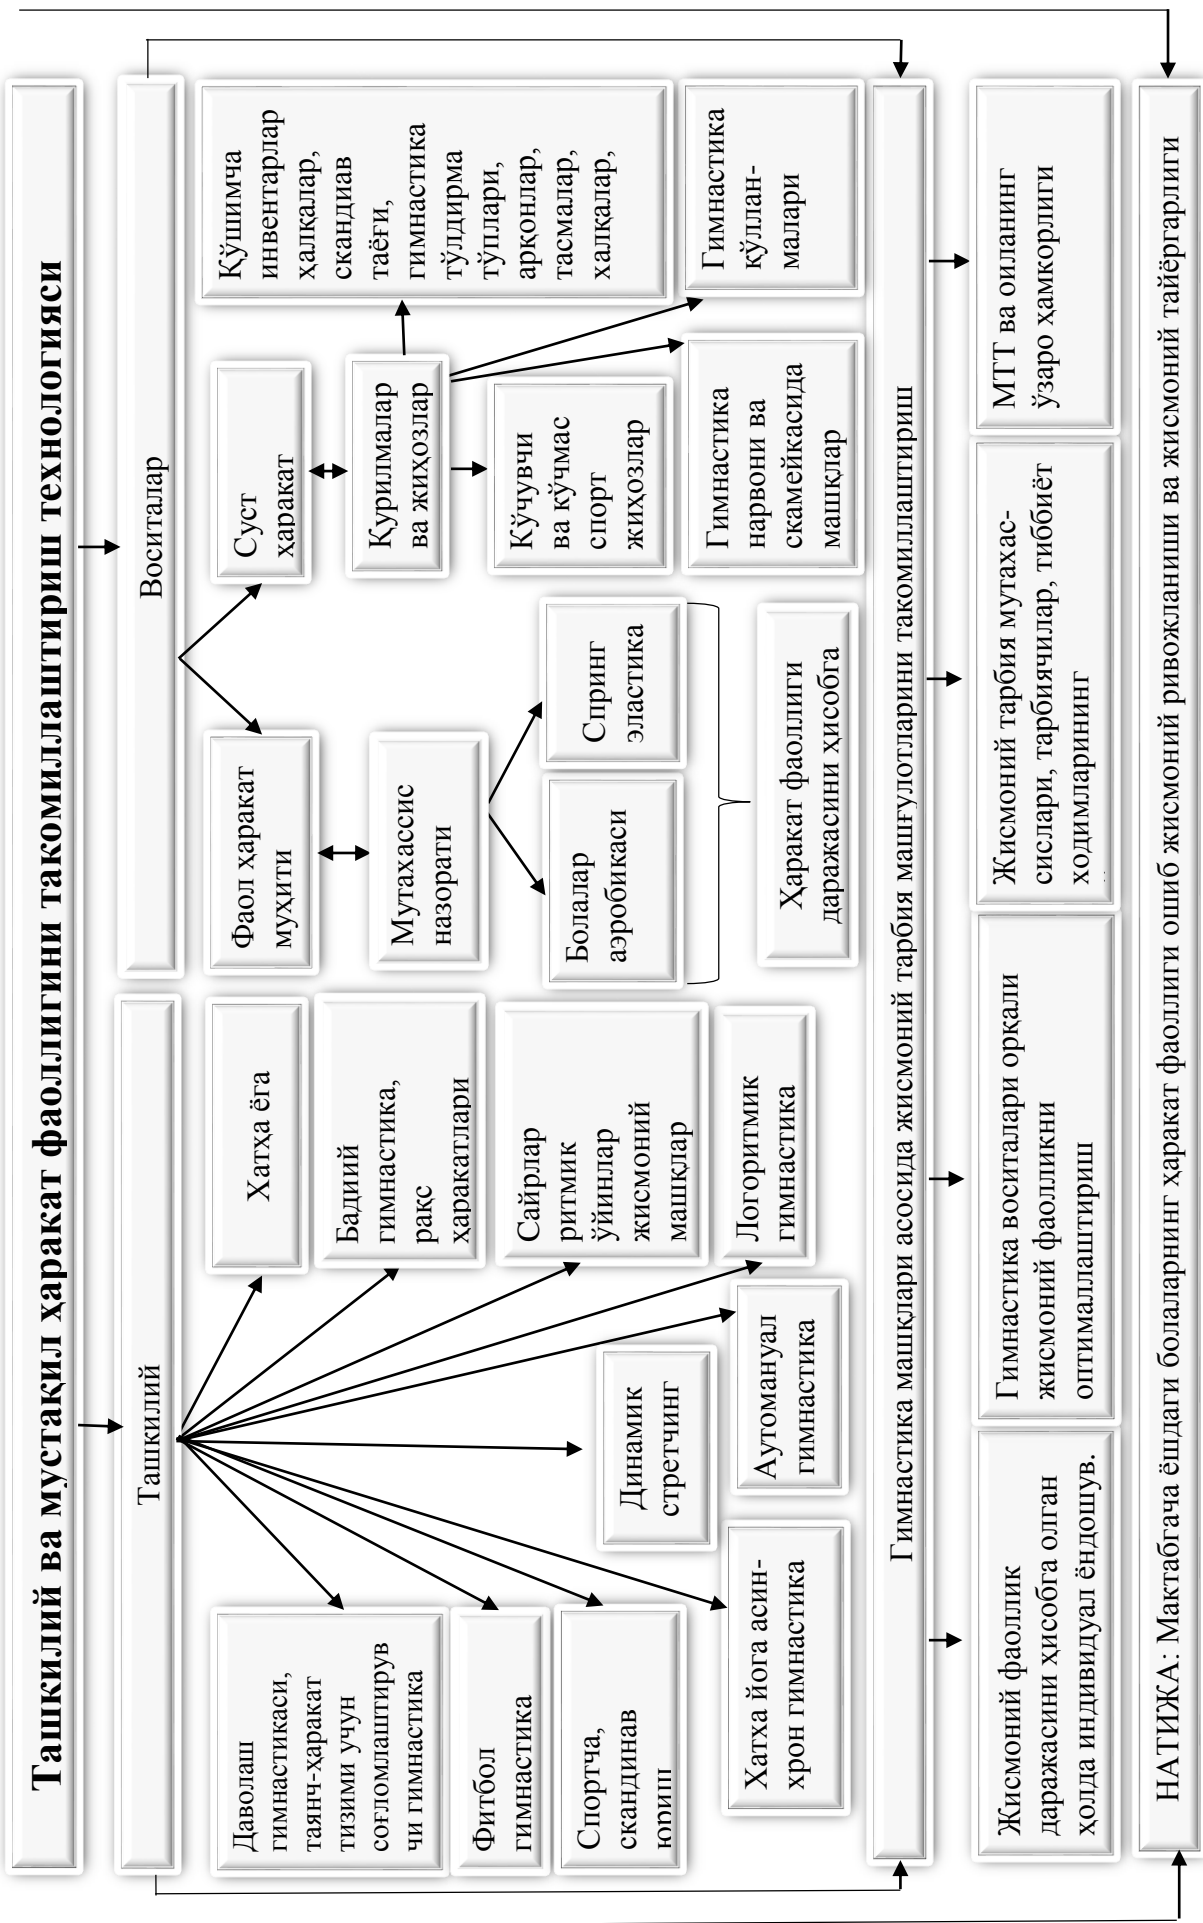 Ташкилий ва мустақил ҳаракат фаоллигини такомиллаштириш технологияси
Ташкилий
Воситалар
Даволаш
гимнастикаси,
таянч-ҳаракат
тизими учун
соғломлаштирув
чи гимнастика
Фитбол
гимнастика
Спортча,
скандинав
юриш
Хатха йога асин-
хрон гимнастика
Динамик
стретчинг
Аутомануал
гимнастика
Хатҳа ёга
Бадиий
гимнастика,
рақс
ҳаракатлари
Сайрлар
ритмик
ўйинлар
жисмоний
машқлар
Логоритмик
гимнастика
Фаол ҳаракат
муҳити
Мутахассис
назорати
Болалар
аэробикаси
Спринг
эластика
Ҳаракат фаоллиги
даражасини ҳисобга
Суст
ҳаракат
Қурилмалар
ва жиҳозлар
Кўчувчи
ва кўчмас
спорт
жиҳозлар
Гимнастика
нарвони ва
скамейкасида
машқлар
Қўшимча
инвентарлар
ҳалқалар,
скандиав
таёғи,
гимнастика
тўлдирма
тўплари,
арқонлар,
тасмалар,
халқалар,
Гимнастика
қўллан-
малари
Гимнастика машқлари асосида жисмоний тарбия машғулотларини такомиллаштириш
Жисмоний фаоллик
даражасини ҳисобга олган
ҳолда индивидуал ёндошув.
Гимнастика воситалари орқали
жисмоний фаолликни
оптималлаштириш
Жисмоний тарбия мутахас-
сислари, тарбиячилар, тиббиёт
ходимларининг
МТТ ва оиланинг
ўзаро ҳамкорлиги
НАТИЖА: Мактабгача ёшдаги болаларнинг ҳаракат фаоллиги ошиб жисмоний ривожланиши ва жисмоний тайёргарлиги